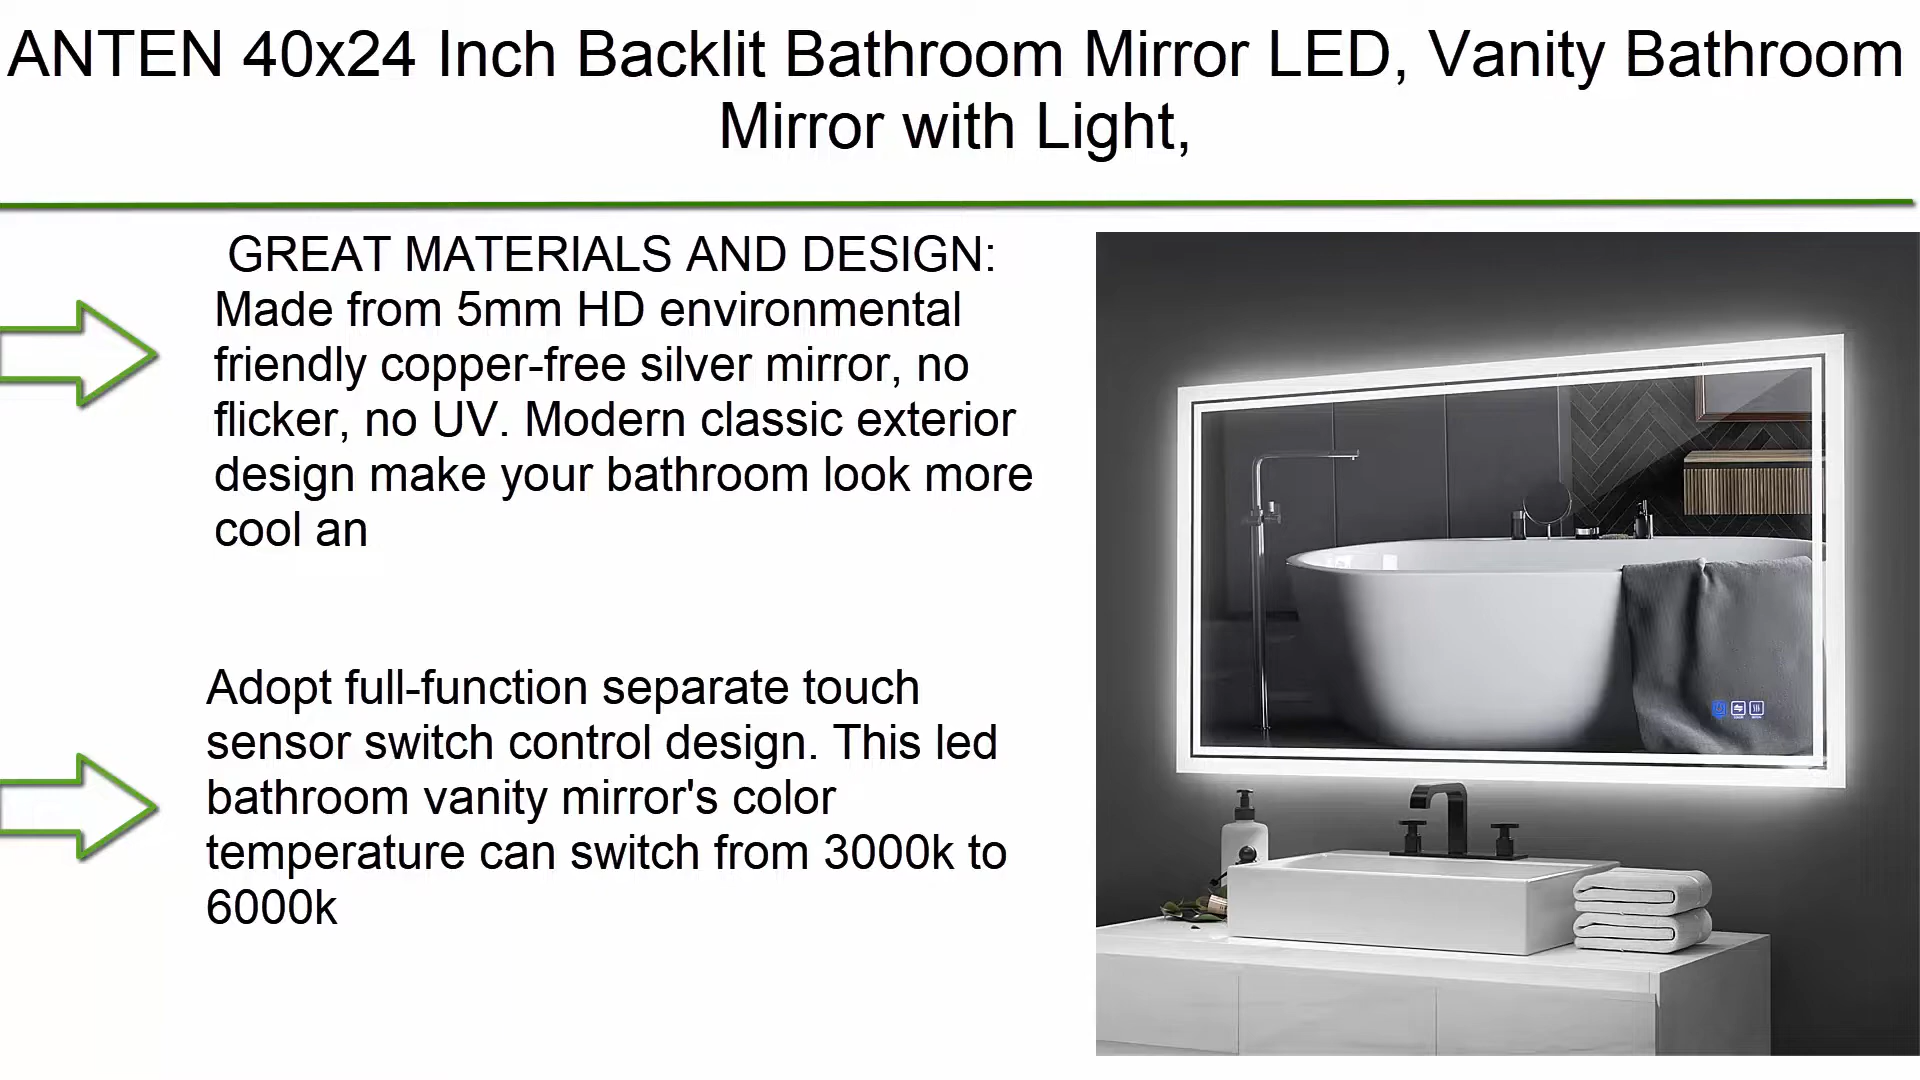 ANTEN 40x24 Inch Backlit Bathroom Mirror LED, Vanity Bathroom
Mirror with Light,
GREAT MATERIALS AND DESIGN:
Made from 5mm HD environmental
friendly copper-free silver mirror, no
flicker, no UV. Modern classic exterior
design make your bathroom look more
cool an
Adopt full-function separate touch
sensor switch control design. This led
bathroom vanity mirror's color
temperature can switch from 3000k to
6000k